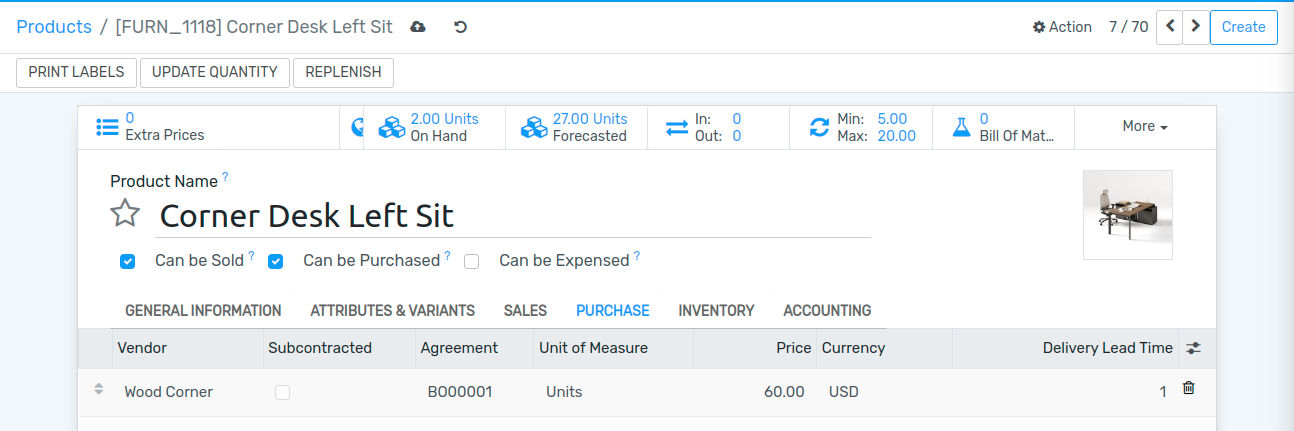 Products / [FURN_1118] Corner Desk Left Sit
Action 7 / 70 Create
PRINT LABELS UPDATE QUANTITY REPLENISH
0 Extra Prices
2.00 Units On Hand
27.00 Units Forecasted
In: 0
Out: 0
Min: 5.00
Max: 20.00
0 Bill Of Mat...
More
Product Name ?
Corner Desk Left Sit
Can be Sold ? Can be Purchased ? Can be Expensed ?
GENERAL INFORMATION ATTRIBUTES & VARIANTS SALES PURCHASE INVENTORY ACCOUNTING
Vendor Subcontracted Agreement Unit of Measure Price Currency Delivery Lead Time
Wood Corner BO00001 Units 60.00 USD 1